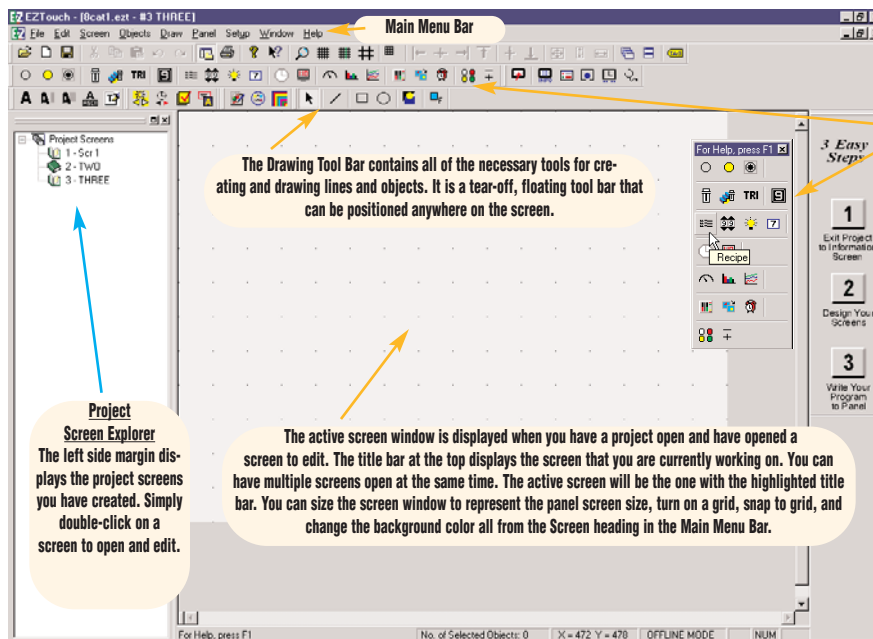 EZTouch - [8cat1.ezt - #3 THREE]
File Edit Screen Objects Draw Panel Setup Window Help
Main Menu Bar
TRI
A A A A
Project Screens
1 - Scr1
2 - TWO
3 - THREE
The Drawing Tool Bar contains all of the necessary tools for cre-
ating and drawing lines and objects. It is a tear-off, floating tool bar that
can be positioned anywhere on the screen.
For Help, press F1
TRI
Recipe
3 Easy
Steps
1
Exit Project
to Information
Screen
2
Design Your
Screens
3
Write Your
Program
to Panel
Project
Screen Explorer
The left side margin dis-
plays the project screens
you have created. Simply
double-click on a
screen to open and edit.
The active screen window is displayed when you have a project open and have opened a
screen to edit. The title bar at the top displays the screen that you are currently working on. You can
have multiple screens open at the same time. The active screen will be the one with the highlighted title
bar. You can size the screen window to represent the panel screen size, turn on a grid, snap to grid, and
change the background color all from the Screen heading in the Main Menu Bar.
For Help, press F1
No. of Selected Objects: 0
X = 472 Y = 478
OFFLINE MODE
NUM